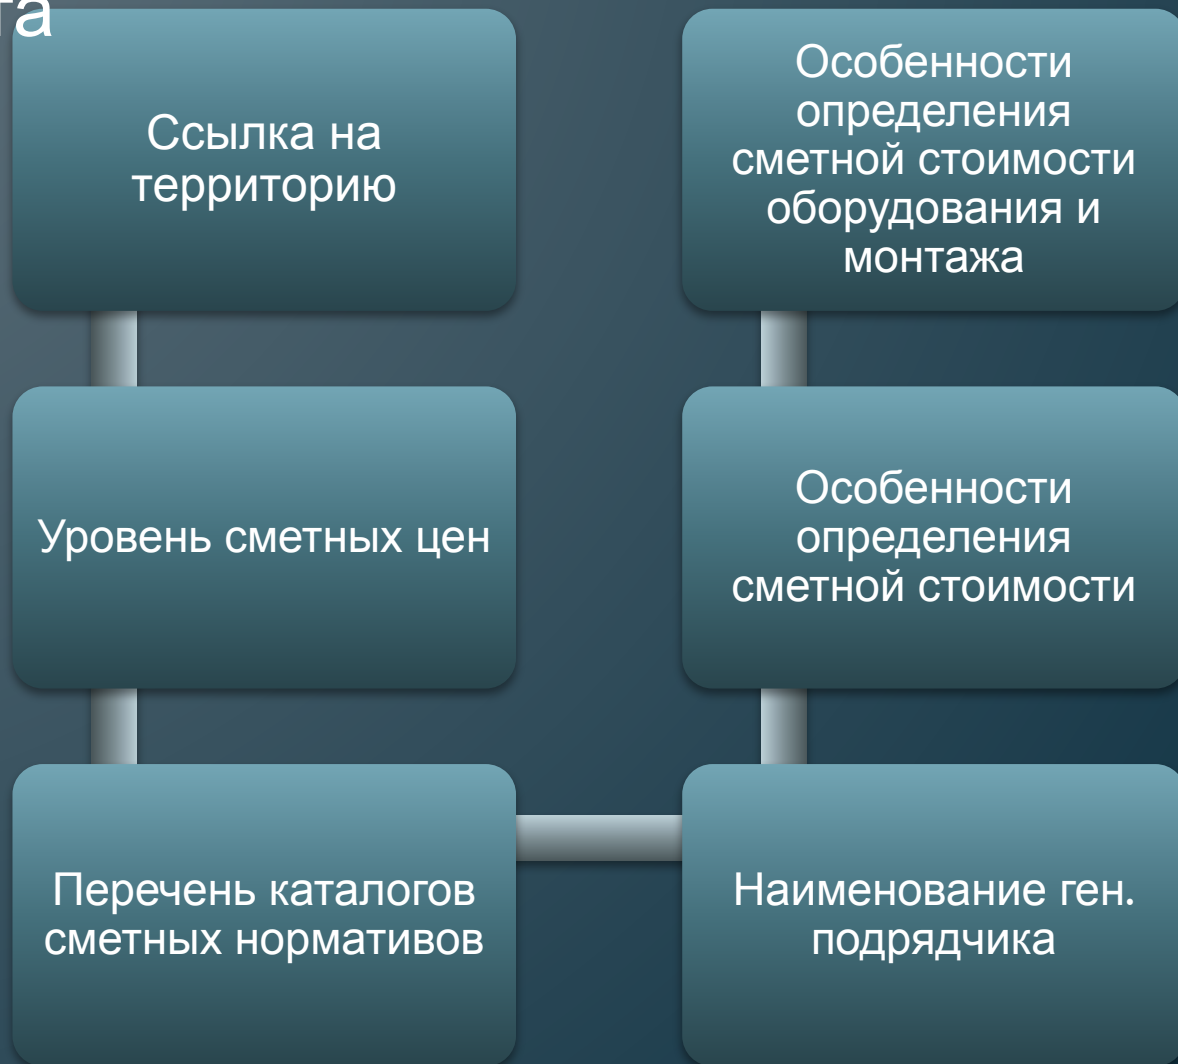 Ссылка на
территорию
Уровень сметных цен
Перечень каталогов
сметных нормативов
Наименование ген.
подрядчика
Особенности
определения
сметной стоимости
Особенности
определения
сметной стоимости
оборудования и
монтажа